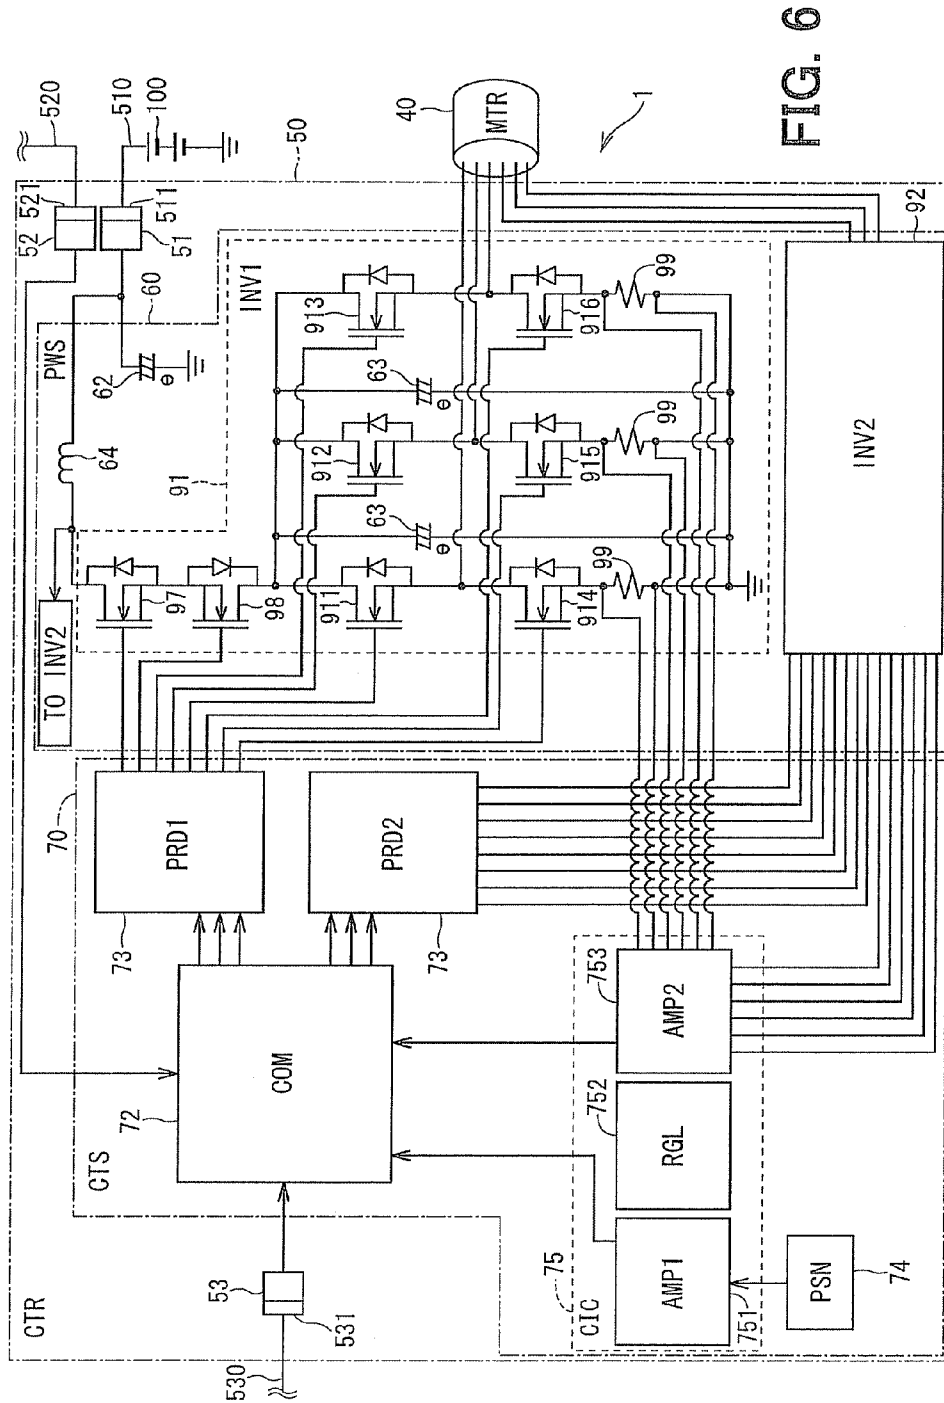 CTR
52
521
520
PWS
60
70
CTS
TO INV2
64
62
51
511
510
100
50
72
73
PRD1
97
98
91
INV1
530
531
53
COM
73
PRD2
911
63
912
63
913
40
MTR
914
915
916
99
99
99
1
75
CIC
751
AMP1
752
RGL
753
AMP2
74
PSN
INV2
92
FIG. 6